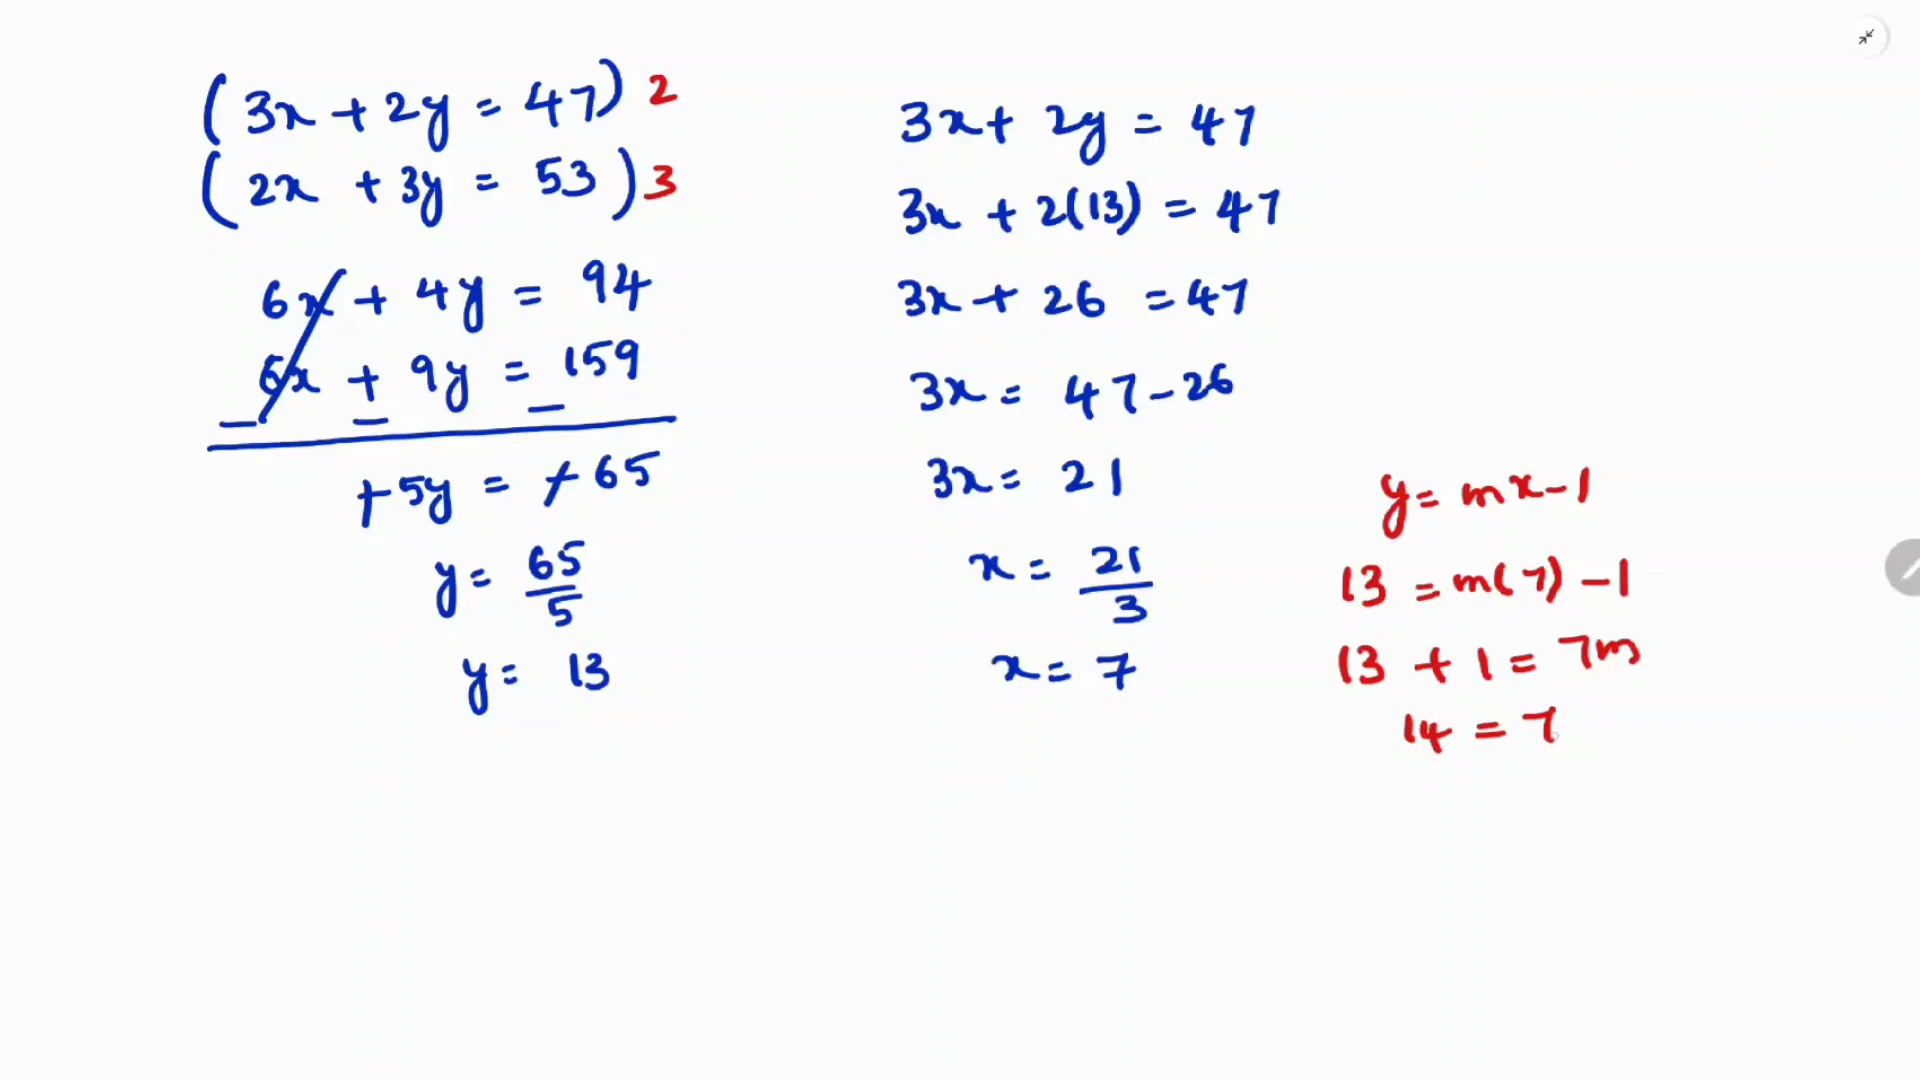 (3x + 2y = 47) 2
(2x + 3y = 53) 3
6x + 4y = 94
6x + 9y = 159
− − −
-5y = -65
y = 65/5
y = 13
3x + 2y = 47
3x + 2(13) = 47
3x + 26 = 47
3x = 47 - 26
3x = 21
x = 21/3
x = 7
y = mx - 1
13 = m(7) - 1
13 + 1 = 7m
14 = 7